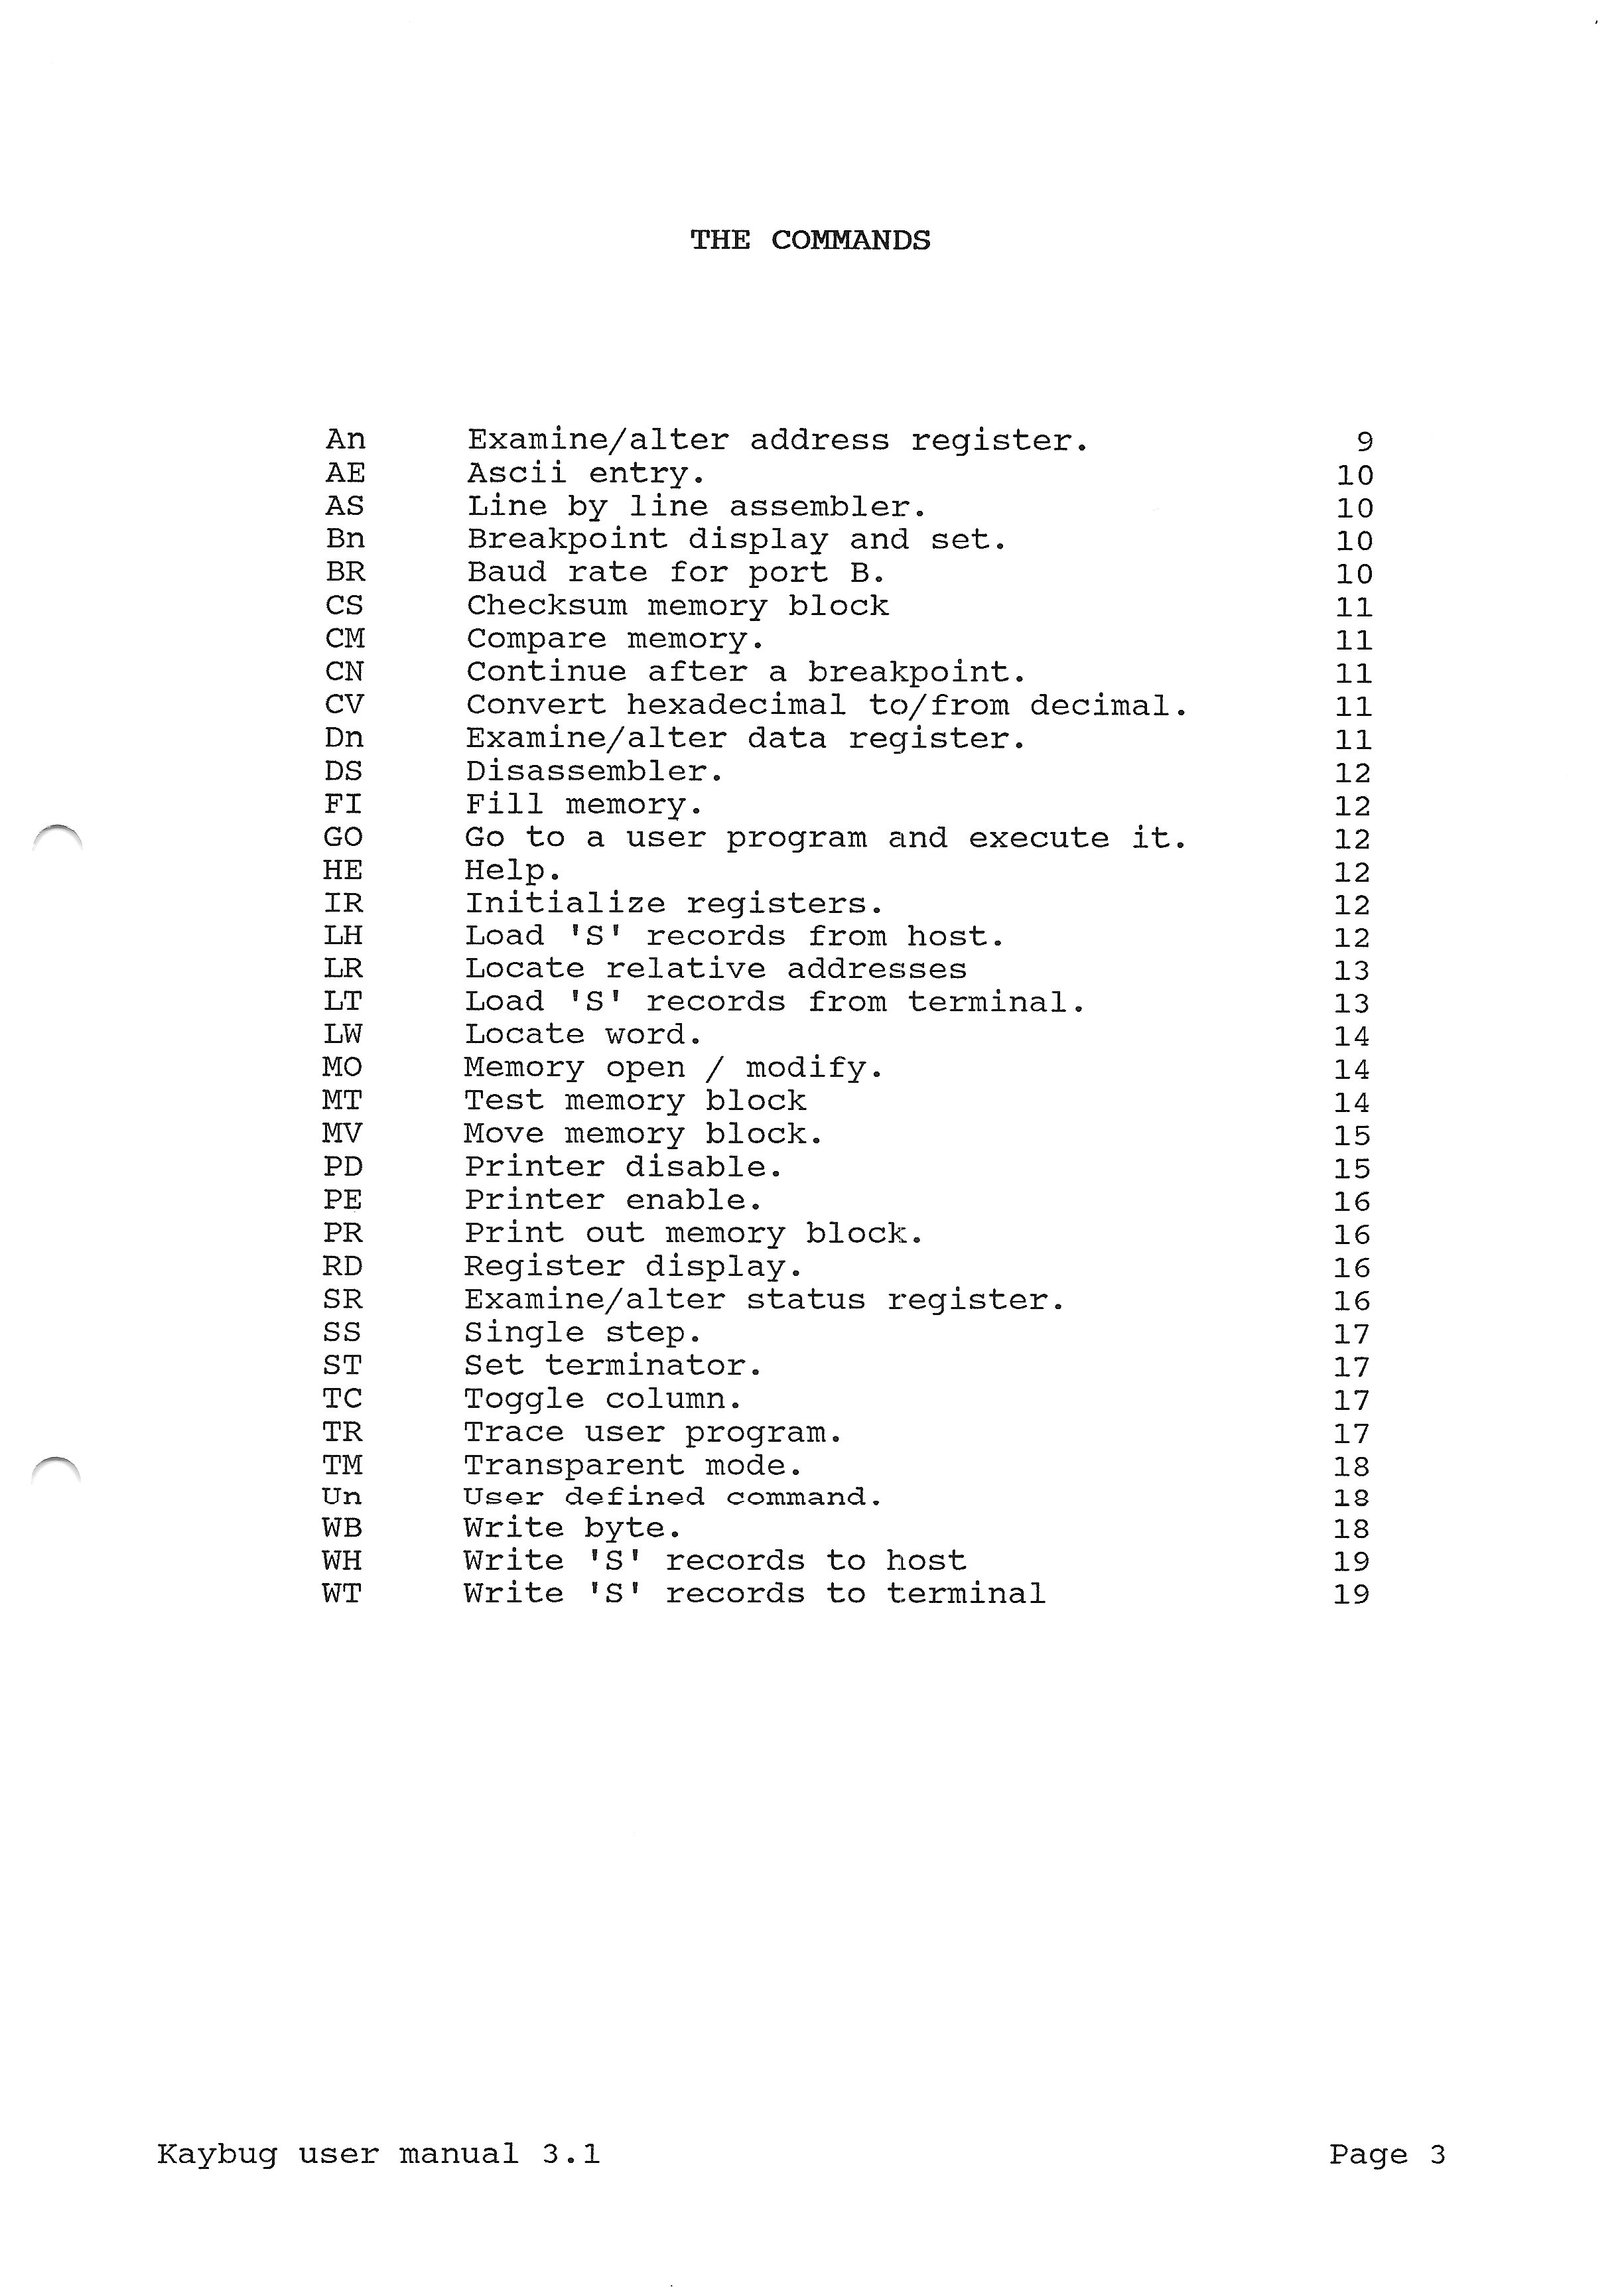 THE COMMANDS
An Examine/alter address register. 9
AE Ascii entry. 10
AS Line by line assembler. 10
Bn Breakpoint display and set. 10
BR Baud rate for port B. 10
CS Checksum memory block 11
CM Compare memory. 11
CN Continue after a breakpoint. 11
CV Convert hexadecimal to/from decimal. 11
Dn Examine/alter data register. 11
DS Disassembler. 12
FI Fill memory. 12
GO Go to a user program and execute it. 12
HE Help. 12
IR Initialize registers. 12
LH Load 'S' records from host. 12
LR Locate relative addresses 13
LT Load 'S' records from terminal. 13
LW Locate word. 14
MO Memory open / modify. 14
MT Test memory block 14
MV Move memory block. 15
PD Printer disable. 15
PE Printer enable. 16
PR Print out memory block. 16
RD Register display. 16
SR Examine/alter status register. 16
SS Single step. 17
ST Set terminator. 17
TC Toggle column. 17
TR Trace user program. 17
TM Transparent mode. 18
Un User defined command. 18
WB Write byte. 18
WH Write 'S' records to host 19
WT Write 'S' records to terminal 19
Kaybug user manual 3.1 Page 3